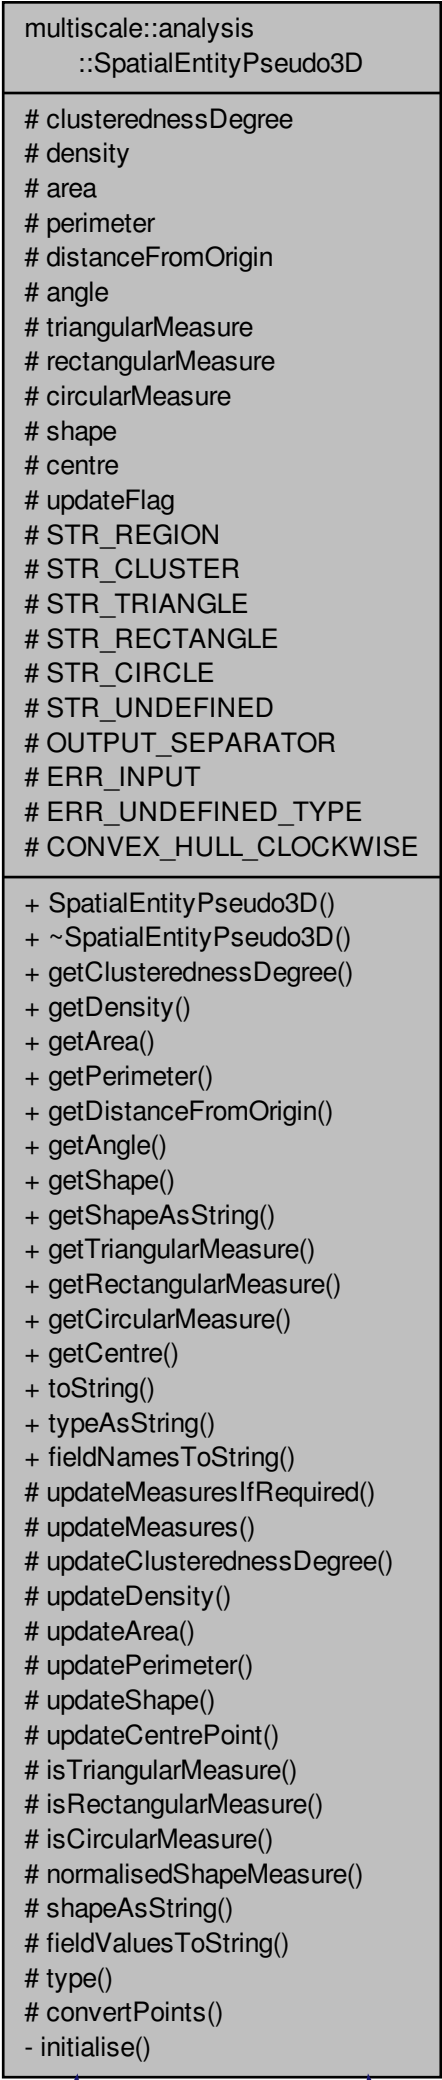 multiscale::analysis
::SpatialEntityPseudo3D
# clusterednessDegree
# density
# area
# perimeter
# distanceFromOrigin
# angle
# triangularMeasure
# rectangularMeasure
# circularMeasure
# shape
# centre
# updateFlag
# STR_REGION
# STR_CLUSTER
# STR_TRIANGLE
# STR_RECTANGLE
# STR_CIRCLE
# STR_UNDEFINED
# OUTPUT_SEPARATOR
# ERR_INPUT
# ERR_UNDEFINED_TYPE
# CONVEX_HULL_CLOCKWISE
+ SpatialEntityPseudo3D()
+ ~SpatialEntityPseudo3D()
+ getClusterednessDegree()
+ getDensity()
+ getArea()
+ getPerimeter()
+ getDistanceFromOrigin()
+ getAngle()
+ getShape()
+ getShapeAsString()
+ getTriangularMeasure()
+ getRectangularMeasure()
+ getCircularMeasure()
+ getCentre()
+ toString()
+ typeAsString()
+ fieldNamesToString()
# updateMeasuresIfRequired()
# updateMeasures()
# updateClusterednessDegree()
# updateDensity()
# updateArea()
# updatePerimeter()
# updateShape()
# updateCentrePoint()
# isTriangularMeasure()
# isRectangularMeasure()
# isCircularMeasure()
# normalisedShapeMeasure()
# shapeAsString()
# fieldValuesToString()
# type()
# convertPoints()
- initialise()